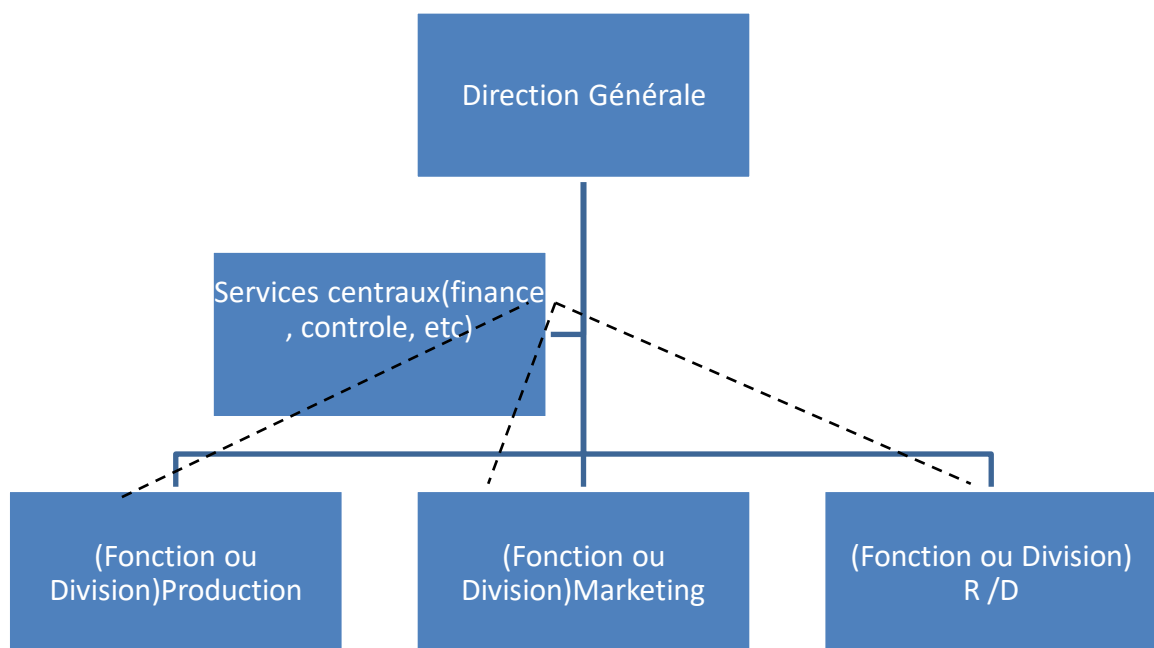 Direction Générale
Services centraux(finance
, controle, etc)
(Fonction ou
Division)Production
(Fonction ou
Division)Marketing
(Fonction ou Division)
R /D